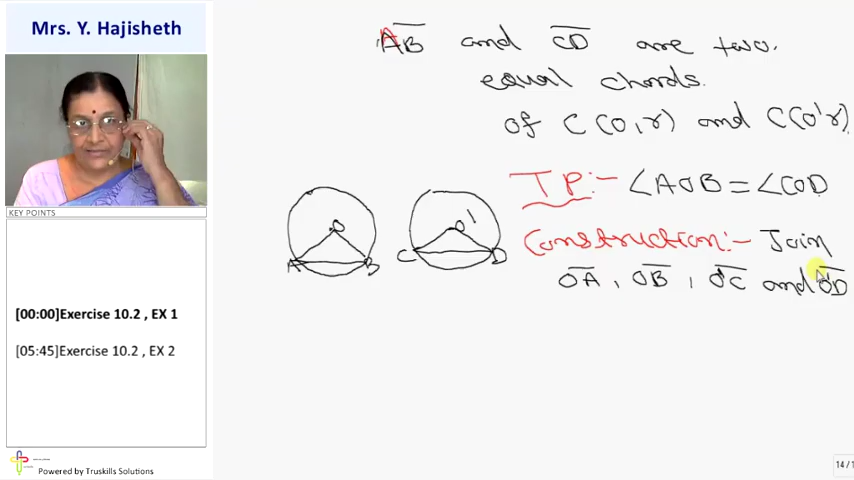 Mrs. Y. Hajisheth
KEY POINTS
[00:00]Exercise 10.2 , EX 1
[05:45]Exercise 10.2 , EX 2
Powered by Truskills Solutions
AB and CD are two
equal chords.
of C (O, r) and C(O'r)
TP:- ∠AOB = ∠COD
Construction:- Join
OA, OB, O'C and O'D
O
A B
O'
C D
14/1